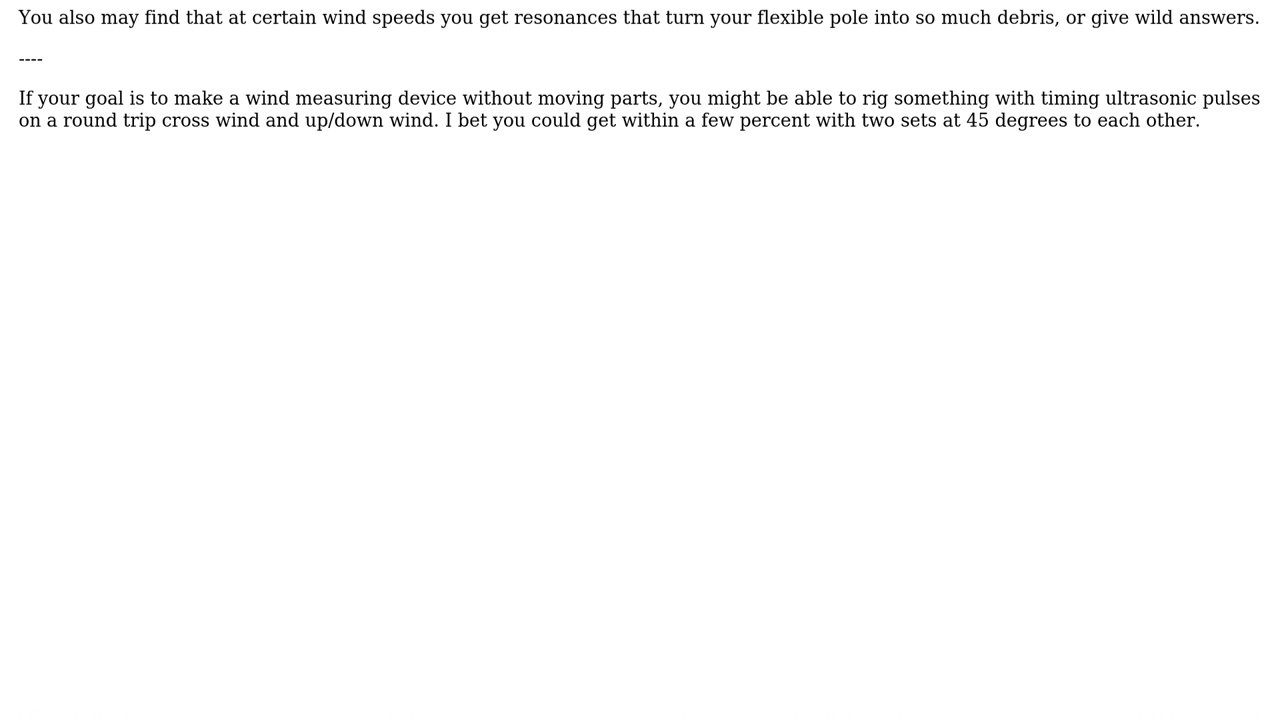 You also may find that at certain wind speeds you get resonances that turn your flexible pole into so much debris, or give wild answers.
----
If your goal is to make a wind measuring device without moving parts, you might be able to rig something with timing ultrasonic pulses
on a round trip cross wind and up/down wind. I bet you could get within a few percent with two sets at 45 degrees to each other.